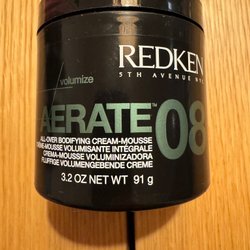 REDKEN
5TH AVENUE NYC
volumize
AERATE™ 08
ALL-OVER BODIFYING CREAM-MOUSSE
CRÈME-MOUSSE VOLUMISANTE INTÉGRALE
CREMA-MOUSSE VOLUMINIZADORA
FLUFFIGE VOLUMENGEBENDE CREME
3.2 OZ NET WT 91 g